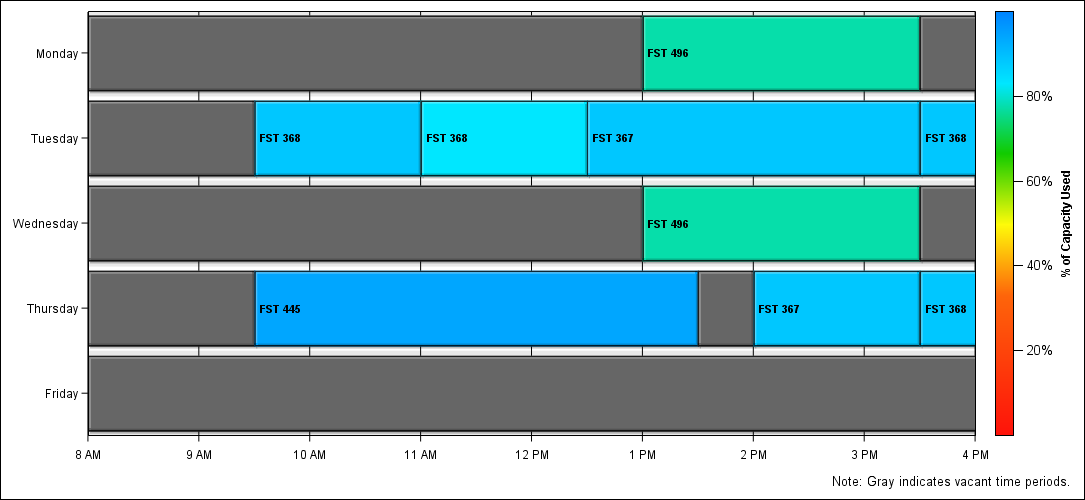 Monday
FST 496
Tuesday
FST 368
FST 368
FST 367
FST 368
Wednesday
FST 496
Thursday
FST 445
FST 367
FST 368
Friday
8 AM
9 AM
10 AM
11 AM
12 PM
1 PM
2 PM
3 PM
4 PM
80%
60%
40%
20%
% of Capacity Used
Note: Gray indicates vacant time periods.